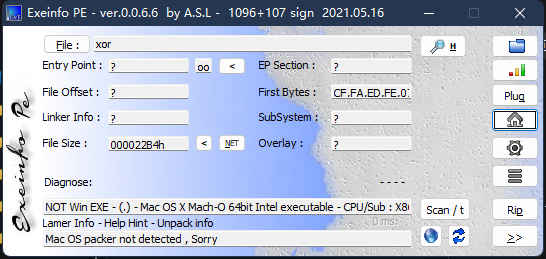 Exeinfo PE - ver.0.0.6.6 by A.S.L - 1096+107 sign 2021.05.16
File : xor H
Entry Point : ? oo < EP Section : ?
File Offset : ? First Bytes : CF.FA.ED.FE.0 Plug
Linker Info : ? SubSystem : ?
File Size : 000022B4h < NET Overlay : ?
Diagnose: ----
NOT Win EXE - (.) - Mac OS X Mach-O 64bit Intel executable - CPU/Sub : X8 Scan / t Rip
Lamer Info - Help Hint - Unpack info 0 ms.
Mac OS packer not detected , Sorry >>
Exeinfo Pe